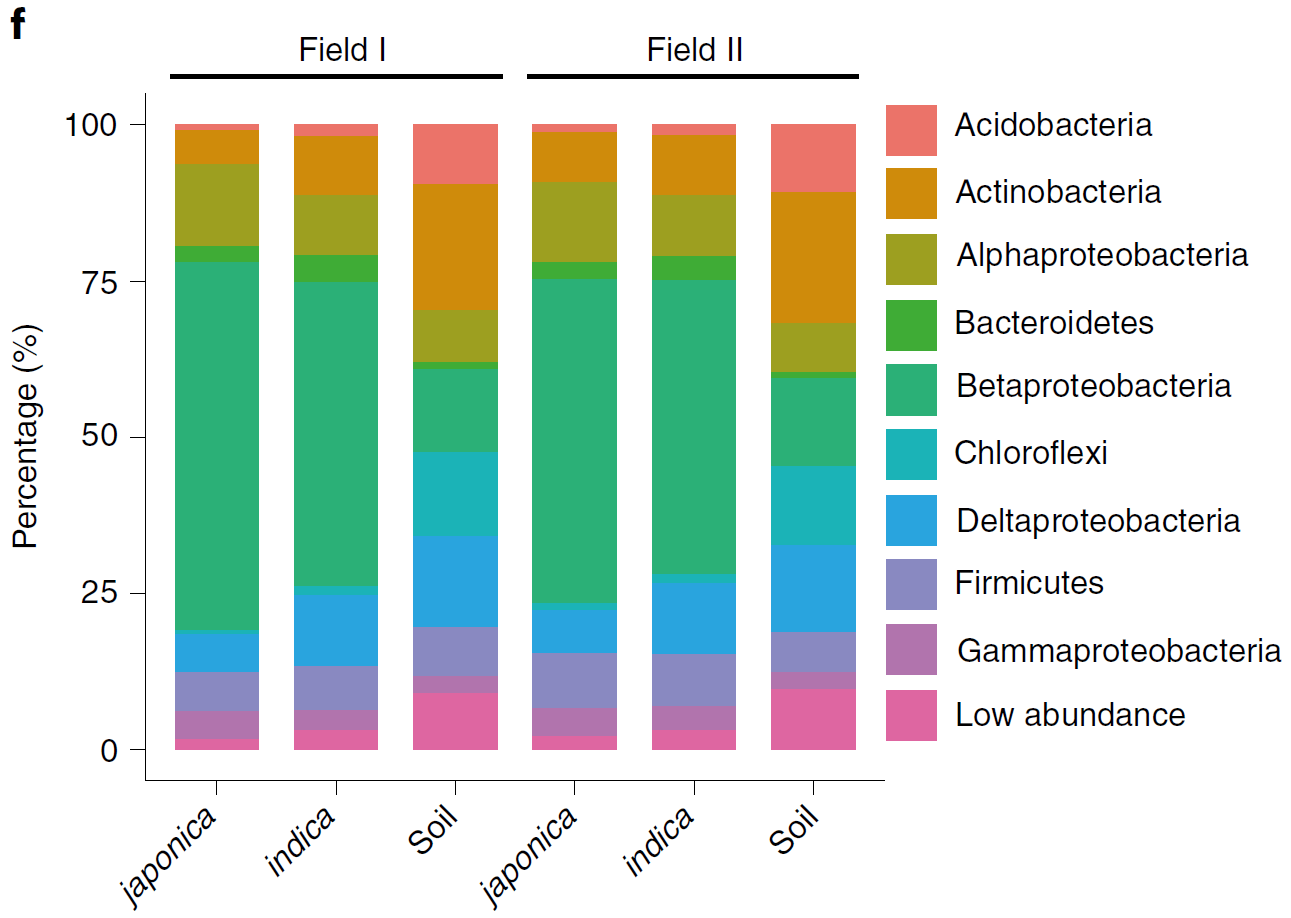 f
Field I
Field II
Percentage (%)
100
75
50
25
0
japonica
indica
Soil
japonica
indica
Soil
Acidobacteria
Actinobacteria
Alphaproteobacteria
Bacteroidetes
Betaproteobacteria
Chloroflexi
Deltaproteobacteria
Firmicutes
Gammaproteobacteria
Low abundance